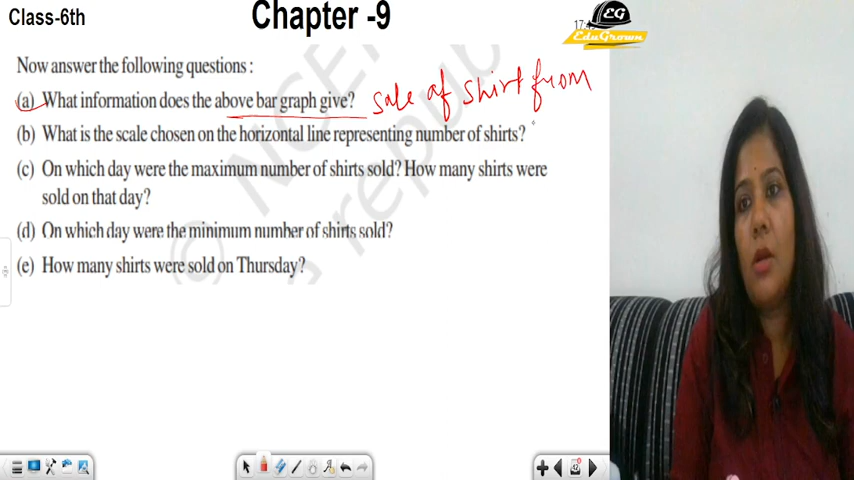 Class-6th
Chapter -9
17:4
EG
EduGrown
Now answer the following questions :
(a) What information does the above bar graph give? sale of shirt from
(b) What is the scale chosen on the horizontal line representing number of shirts?
(c) On which day were the maximum number of shirts sold? How many shirts were
sold on that day?
(d) On which day were the minimum number of shirts sold?
(e) How many shirts were sold on Thursday?